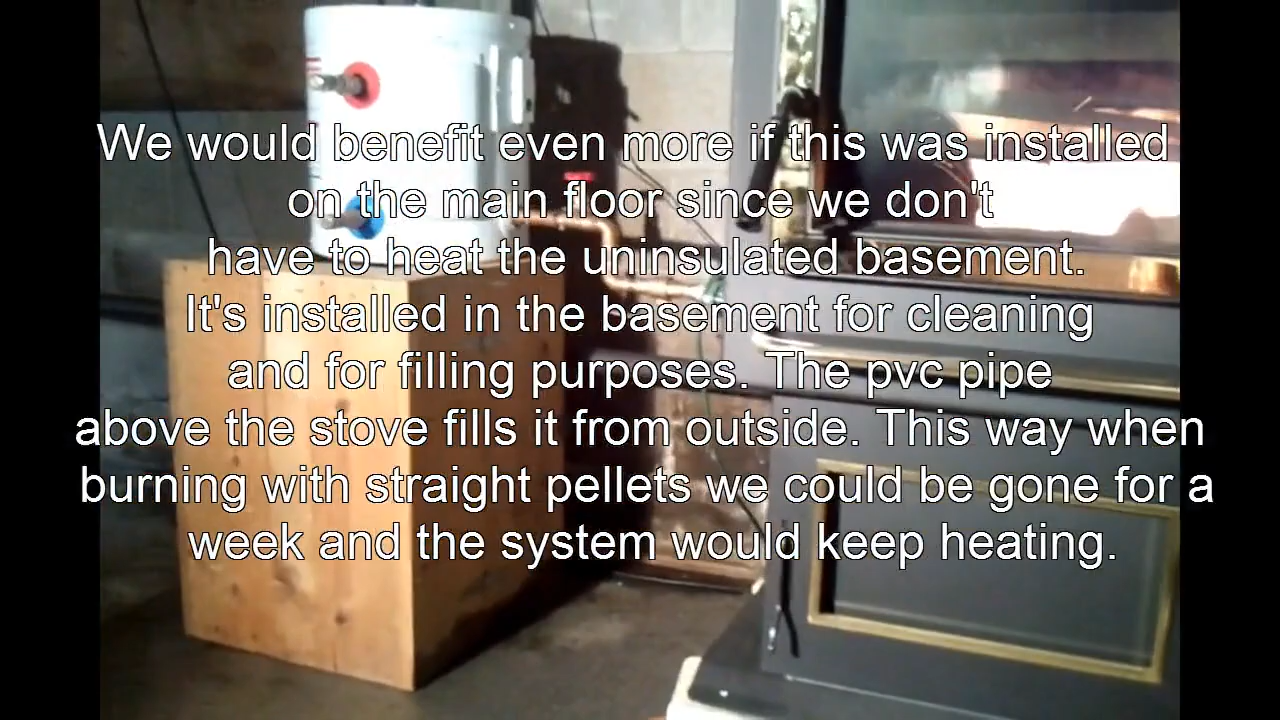 We would benefit even more if this was installed
on the main floor since we don't
have to heat the uninsulated basement.
It's installed in the basement for cleaning
and for filling purposes. The pvc pipe
above the stove fills it from outside. This way when
burning with straight pellets we could be gone for a
week and the system would keep heating.